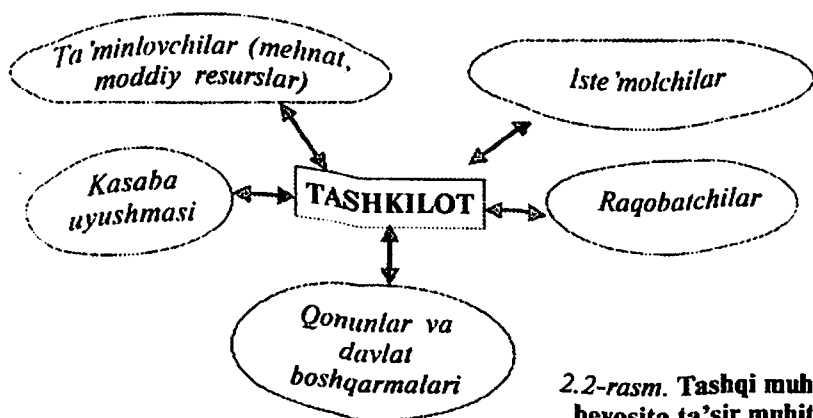 Ta'minlovchilar (mehnat,
moddiy resurslar)
Iste'molchilar
Kasaba
uyushmasi
TASHKILOT
Raqobatchilar
Qonunlar va
davlat
boshqarmalari
2.2-rasm. Tashqi muh
bevosita ta'sir muhit